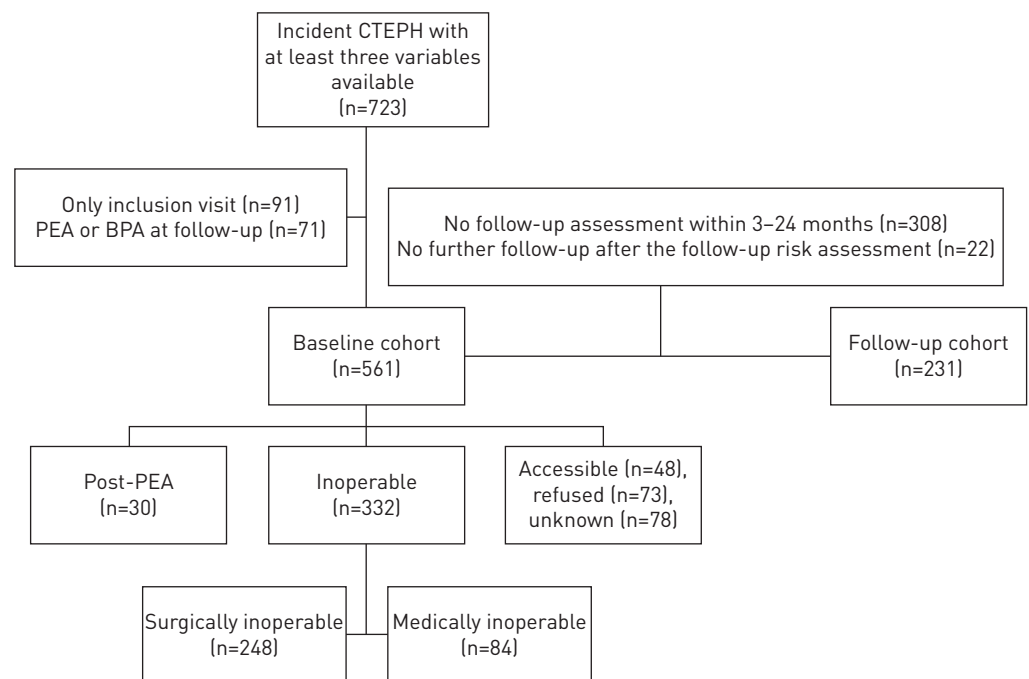 Incident CTEPH with
at least three variables
available
(n=723)
Only inclusion visit (n=91)
PEA or BPA at follow-up (n=71)
No follow-up assessment within 3–24 months (n=308)
No further follow-up after the follow-up risk assessment (n=22)
Baseline cohort
(n=561)
Follow-up cohort
(n=231)
Post-PEA
(n=30)
Inoperable
(n=332)
Accessible (n=48),
refused (n=73),
unknown (n=78)
Surgically inoperable
(n=248)
Medically inoperable
(n=84)